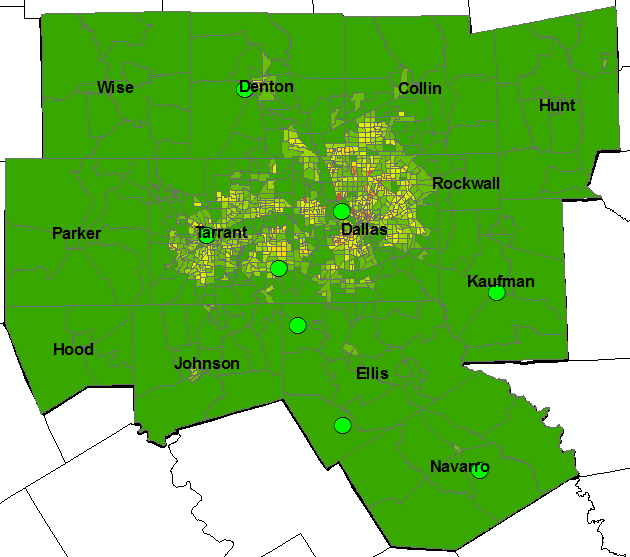 Wise
Denton
Collin
Hunt
Rockwall
Parker
Tarrant
Dallas
Kaufman
Hood
Johnson
Ellis
Navarro